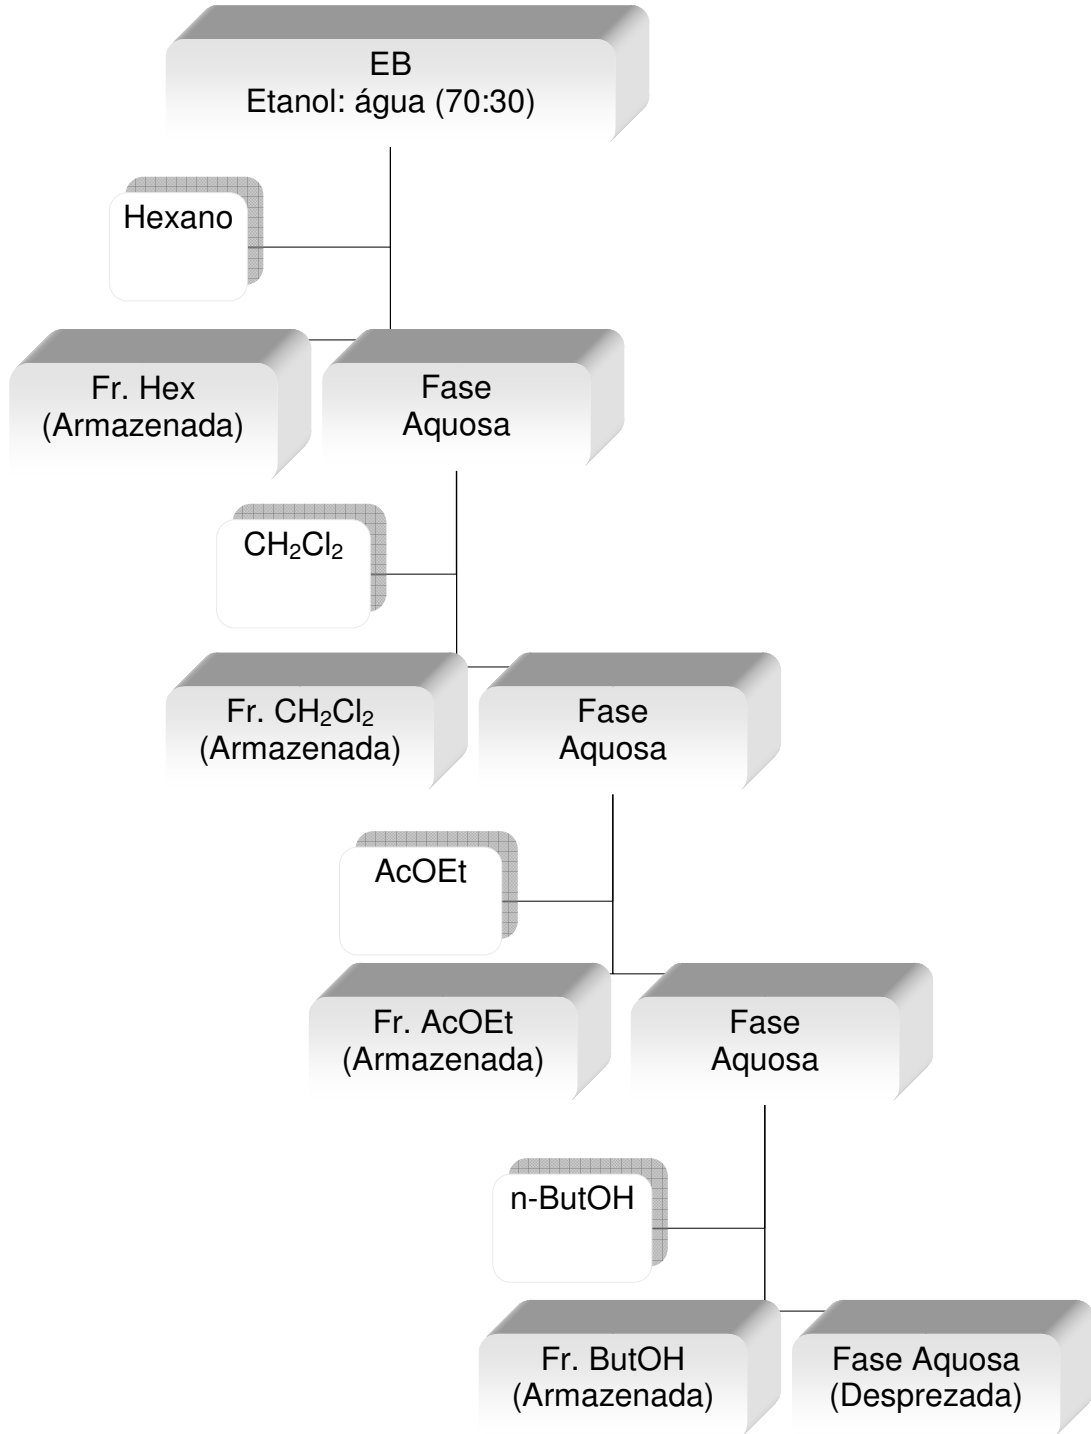 EB
Etanol: água (70:30)
Hexano
Fr. Hex
(Armazenada)
Fase
Aquosa
CH₂Cl₂
Fr. CH₂Cl₂
(Armazenada)
Fase
Aquosa
AcOEt
Fr. AcOEt
(Armazenada)
Fase
Aquosa
n-ButOH
Fr. ButOH
(Armazenada)
Fase Aquosa
(Desprezada)